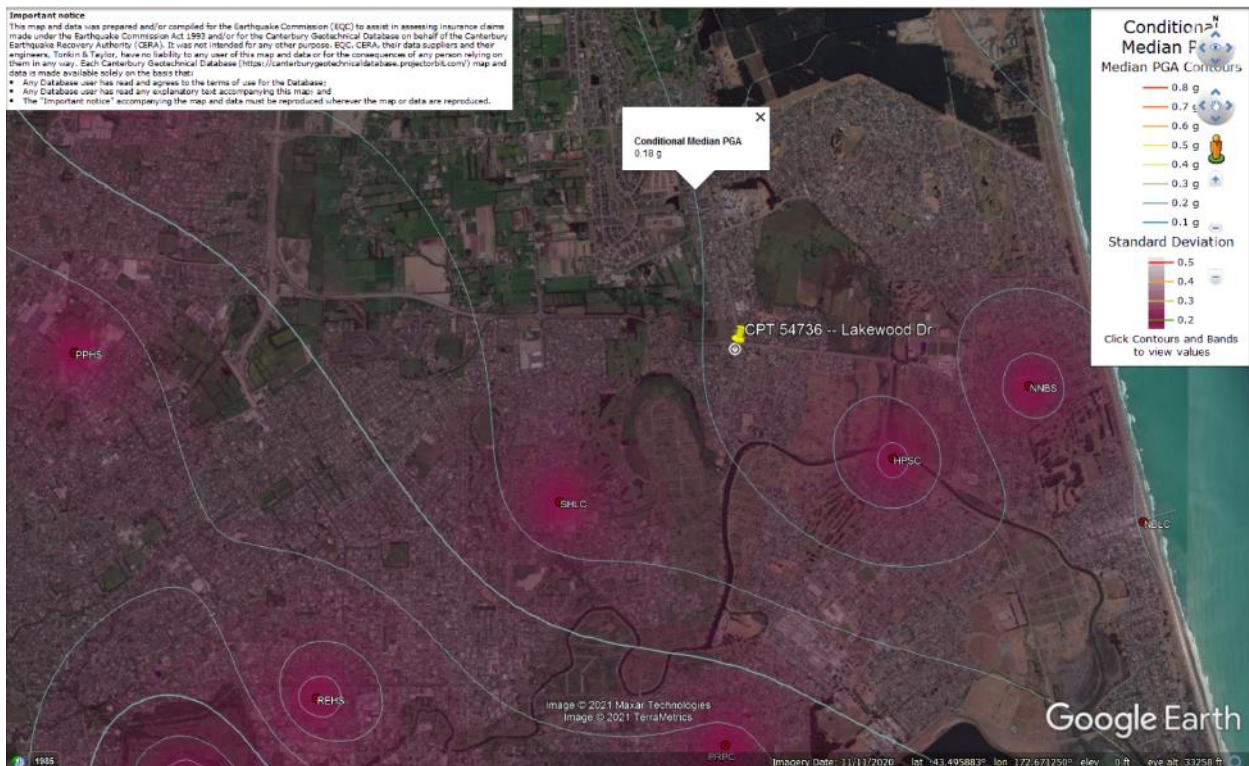 Important notice
This map and data was prepared and/or compiled for the Earthquake Commission (EQC) to assist in assessing insurance claims
made under the Earthquake Commission Act 1993 and/or for the Canterbury Geotechnical Database on behalf of the Canterbury
Earthquake Recovery Authority (CERA). It was not intended for any other purpose. EQC, CERA, their data suppliers and their
engineers, Tonkin & Taylor, have no liability to any user of this map and data or for the consequences of any person relying on
them in any way. Each Canterbury Geotechnical Database (https://canterburygeotechnicaldatabase.projectorbit.com/) map and
data is made available solely on the basis that:
• Any Database user has read and agrees to the terms of use for the Database;
• Any Database user has read any explanatory text accompanying this map; and
• The "Important notice" accompanying the map and data must be reproduced wherever the map or data are reproduced.
Conditional
Median
Median PGA Contours
0.8 g
0.7 g
0.6 g
0.5 g
0.4 g
0.3 g
0.2 g
0.1 g
Standard Deviation
0.5
0.4
0.3
0.2
Click Contours and Bands
to view values
N
Conditional Median PGA
0.18 g
CPT 54736 -- Lakewood Dr
PPHS
NNBS
HPSC
SHLC
NBLC
REHS
PRPC
Image © 2021 Maxar Technologies
Image © 2021 TerraMetrics
Google Earth
1985
Imagery Date: 11/11/2020 lat -43.495883° lon 172.671250° elev 0 ft eye alt 33258 ft